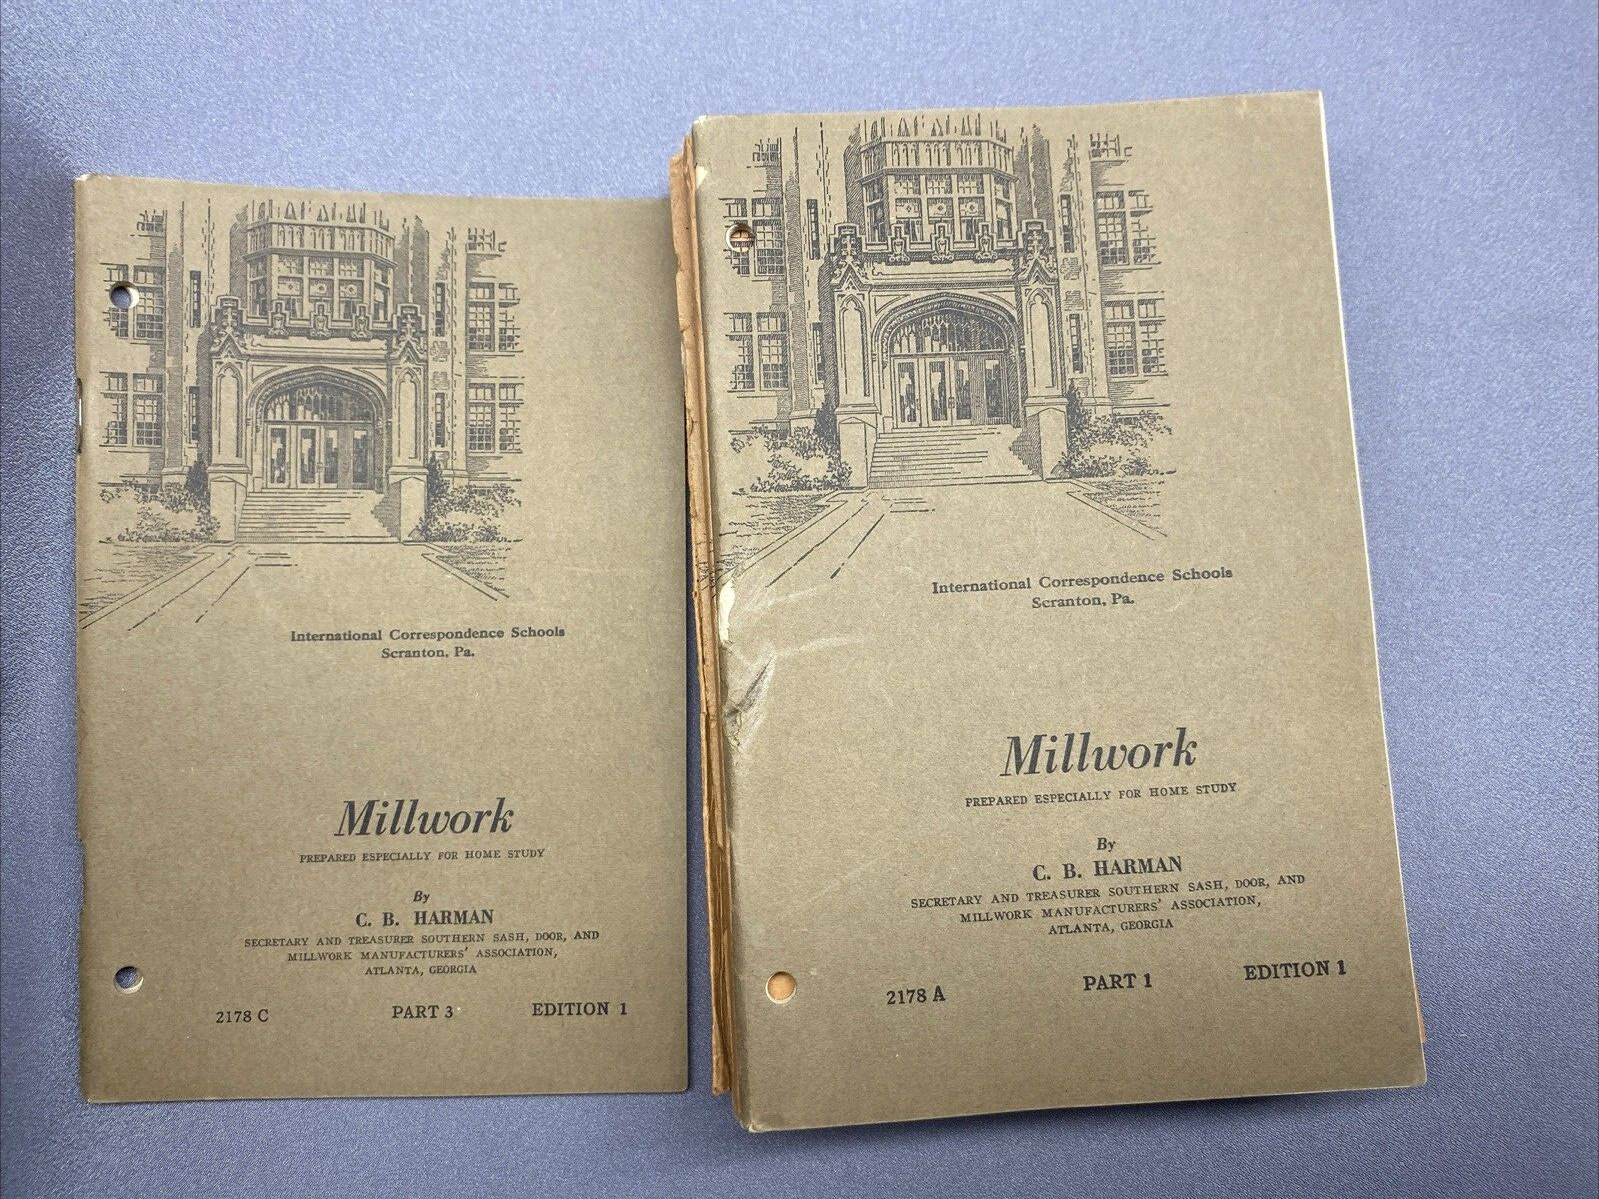 International Correspondence Schools
Scranton, Pa.
Millwork
PREPARED ESPECIALLY FOR HOME STUDY
By
C. B. HARMAN
SECRETARY AND TREASURER SOUTHERN SASH, DOOR, AND
MILLWORK MANUFACTURERS' ASSOCIATION,
ATLANTA, GEORGIA
2178 C PART 3 EDITION 1
International Correspondence Schools
Scranton, Pa.
Millwork
PREPARED ESPECIALLY FOR HOME STUDY
By
C. B. HARMAN
SECRETARY AND TREASURER SOUTHERN SASH, DOOR, AND
MILLWORK MANUFACTURERS' ASSOCIATION,
ATLANTA, GEORGIA
2178 A PART 1 EDITION 1